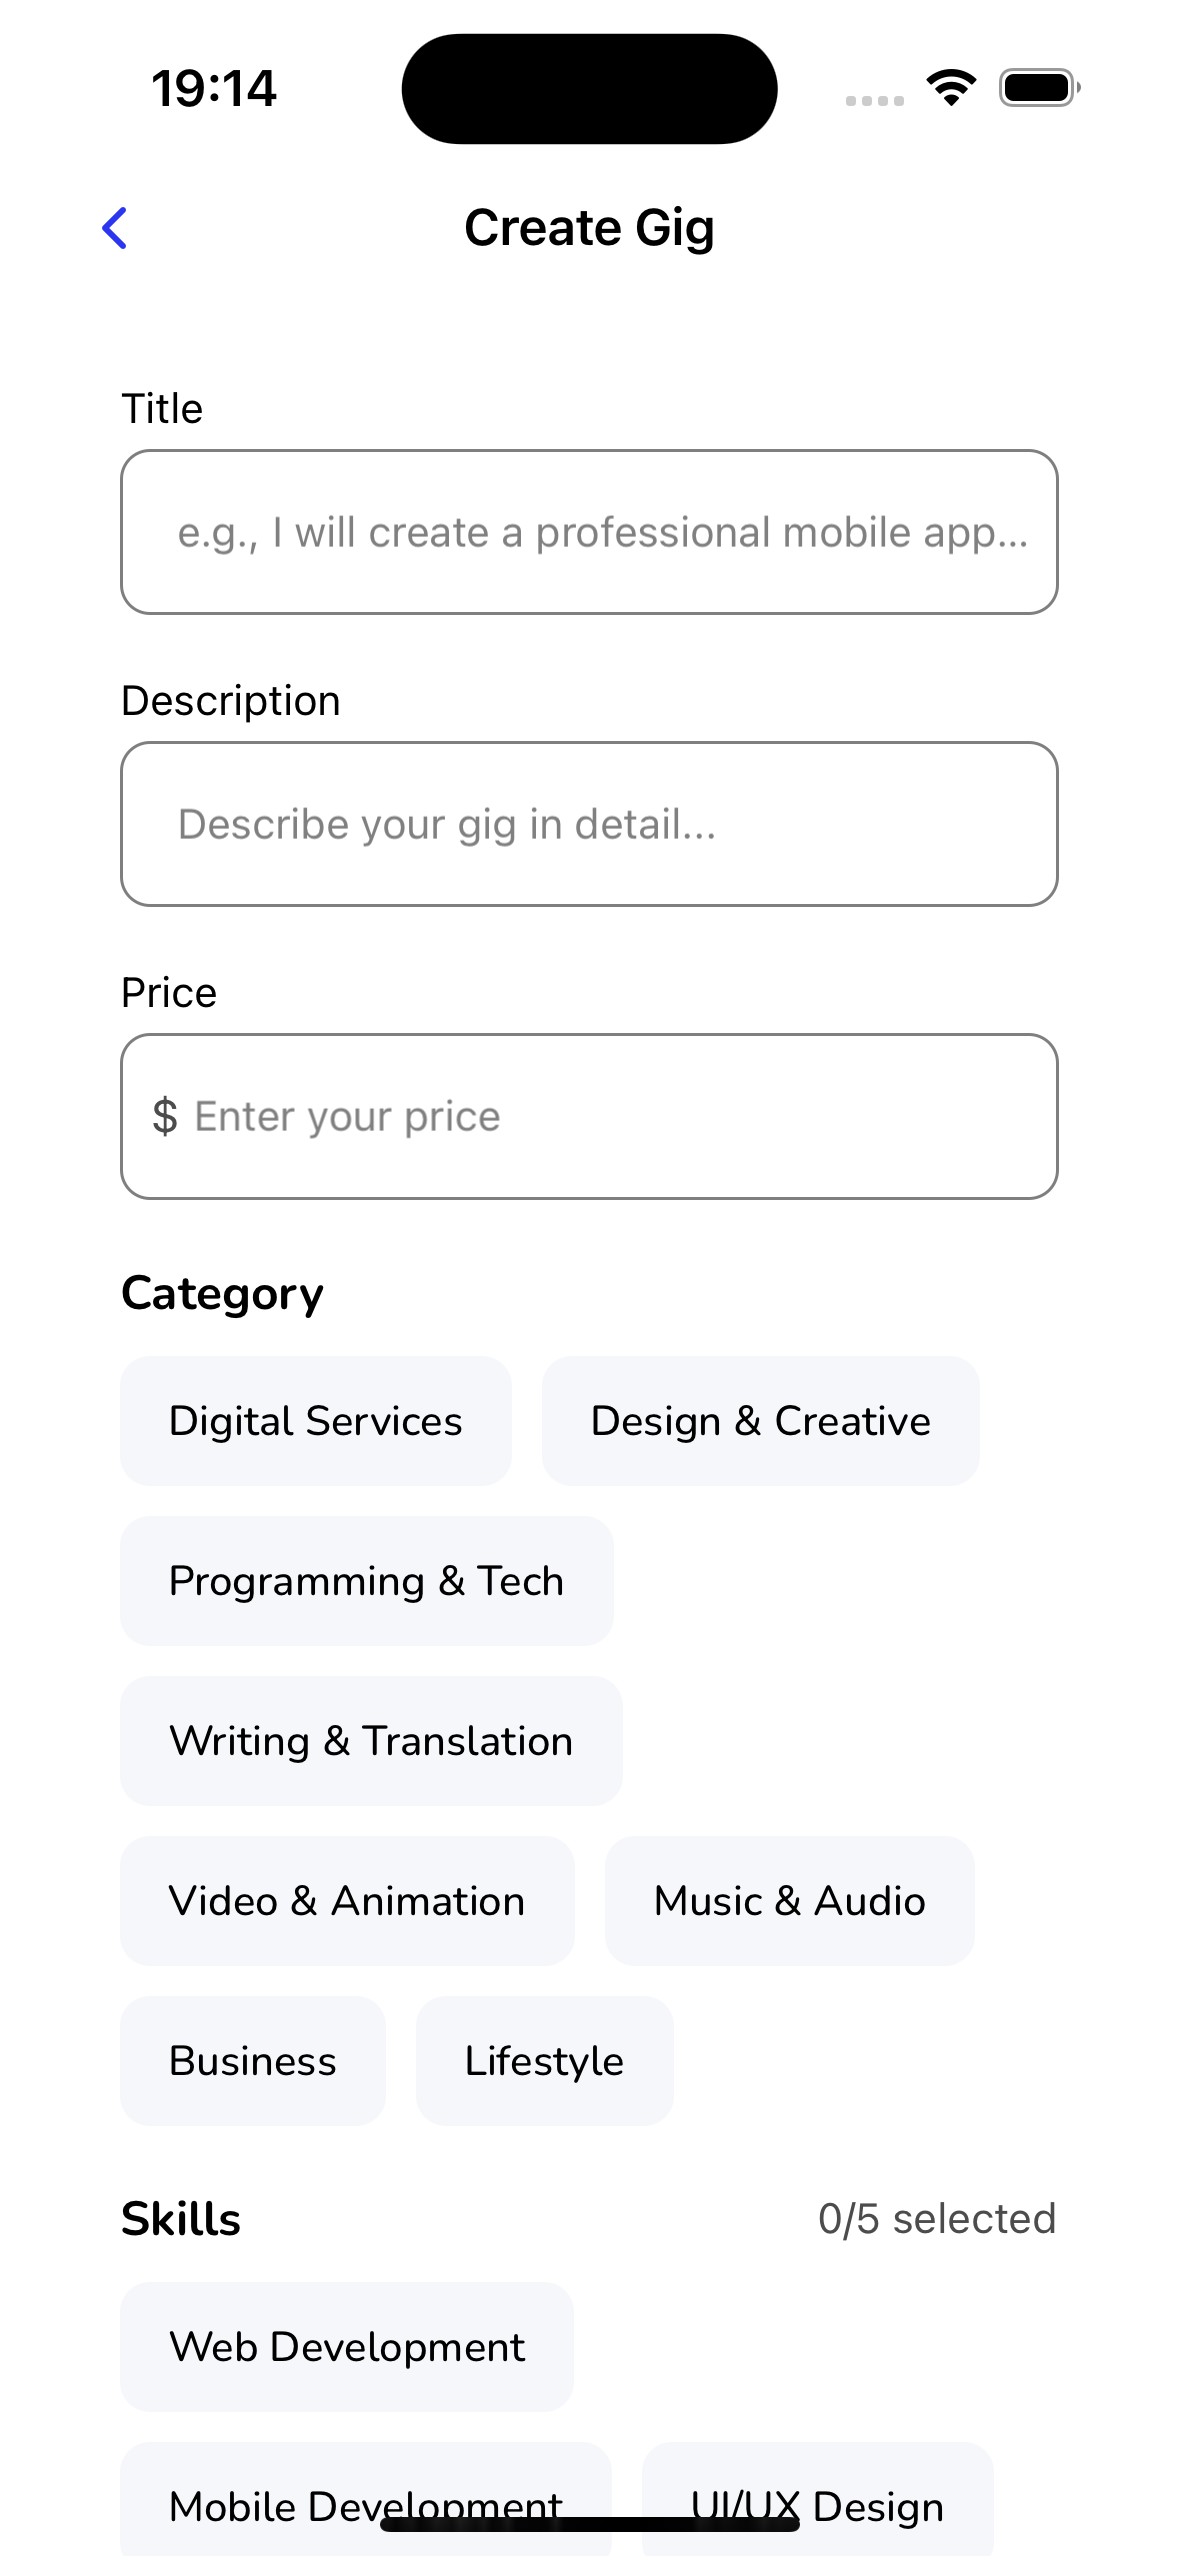 19:14
Create Gig
Title
e.g., I will create a professional mobile app...
Description
Describe your gig in detail...
Price
$ Enter your price
Category
Digital Services
Design & Creative
Programming & Tech
Writing & Translation
Video & Animation
Music & Audio
Business
Lifestyle
Skills
0/5 selected
Web Development
Mobile Development
UI/UX Design